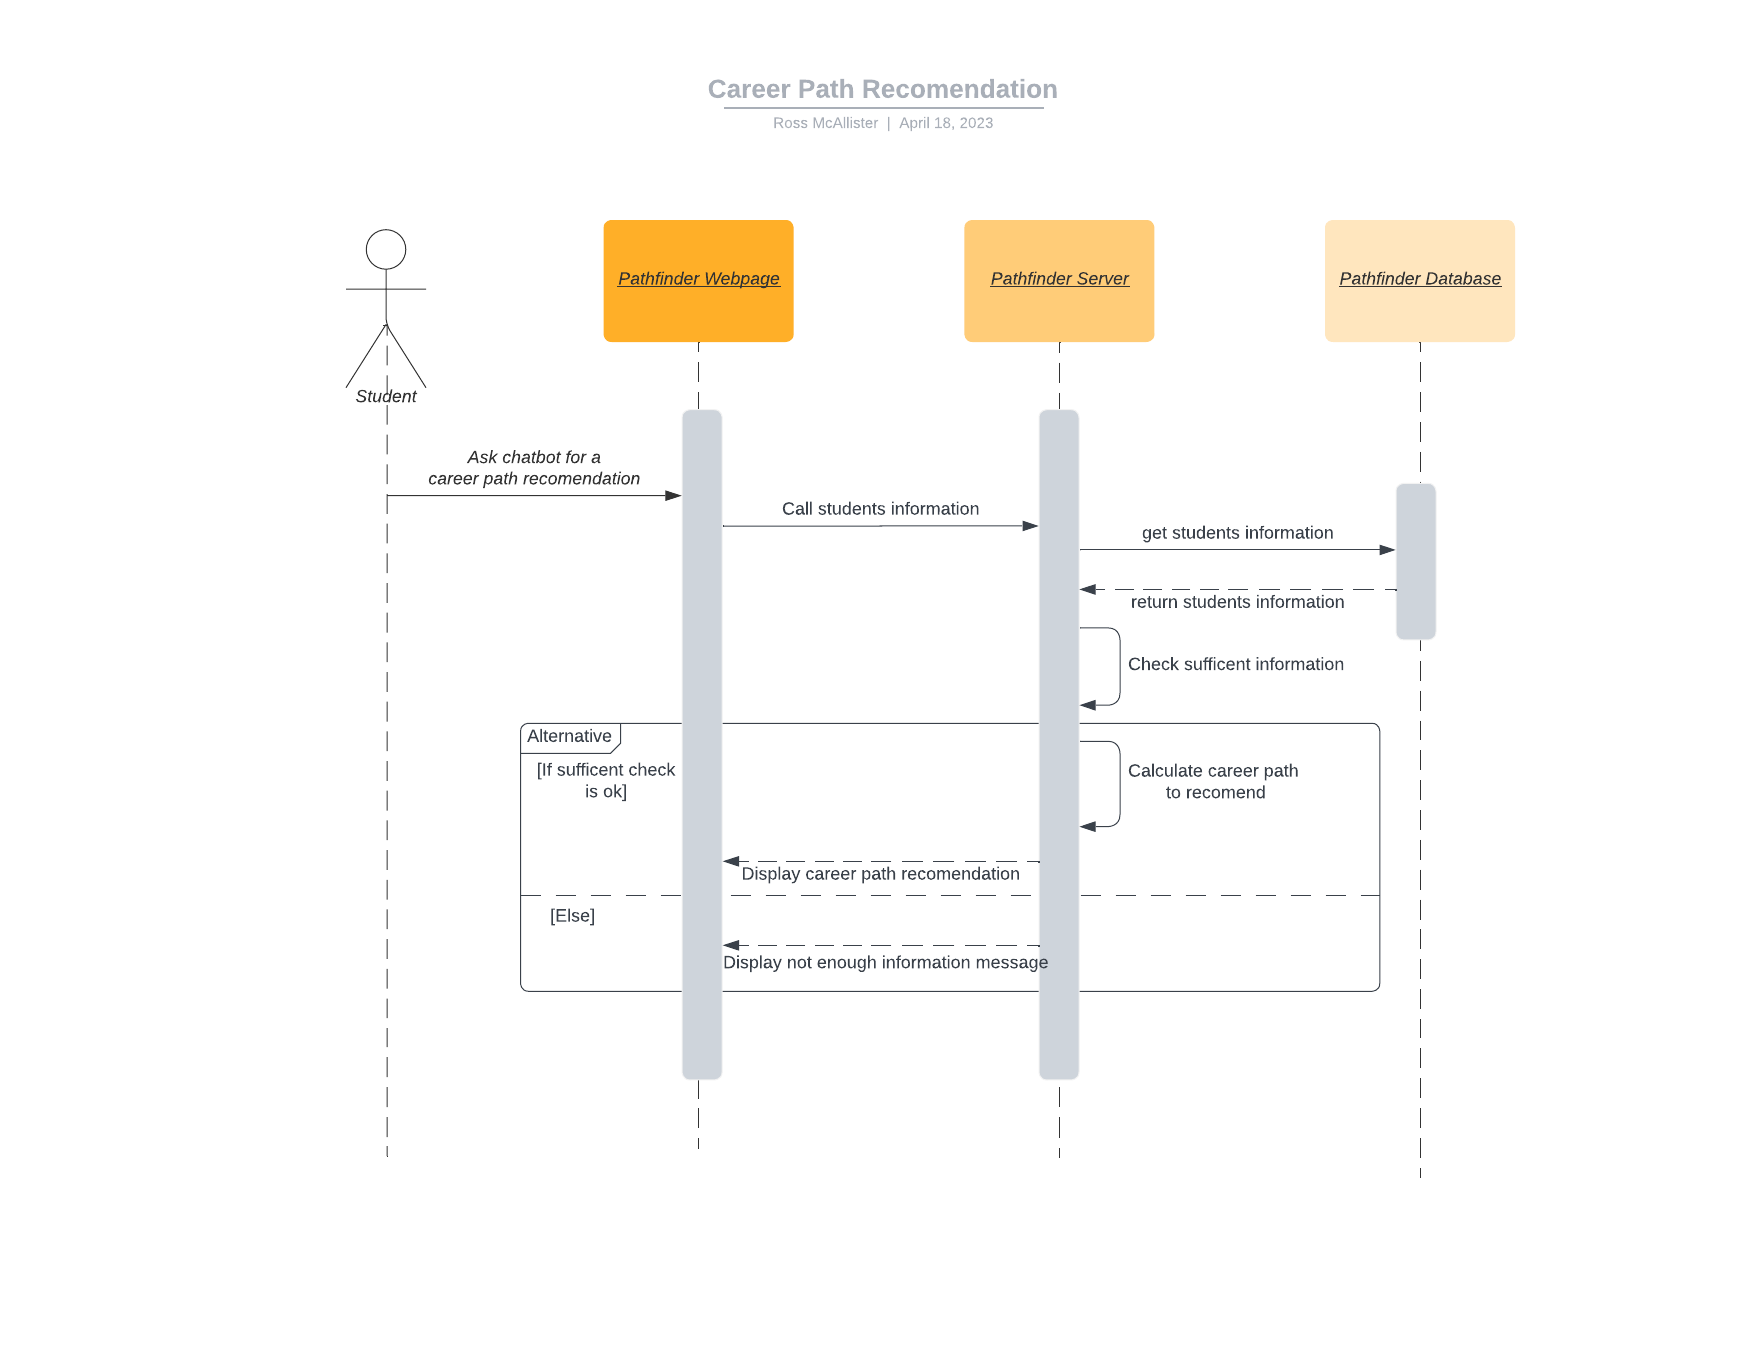 Career Path Recomendation
Ross McAllister | April 18, 2023
Pathfinder Webpage
Pathfinder Server
Pathfinder Database
Student
Ask chatbot for a
career path recomendation
Call students information
get students information
return students information
Check sufficent information
Alternative
[If sufficent check
is ok]
Calculate career path
to recomend
Display career path recomendation
[Else]
Display not enough information message